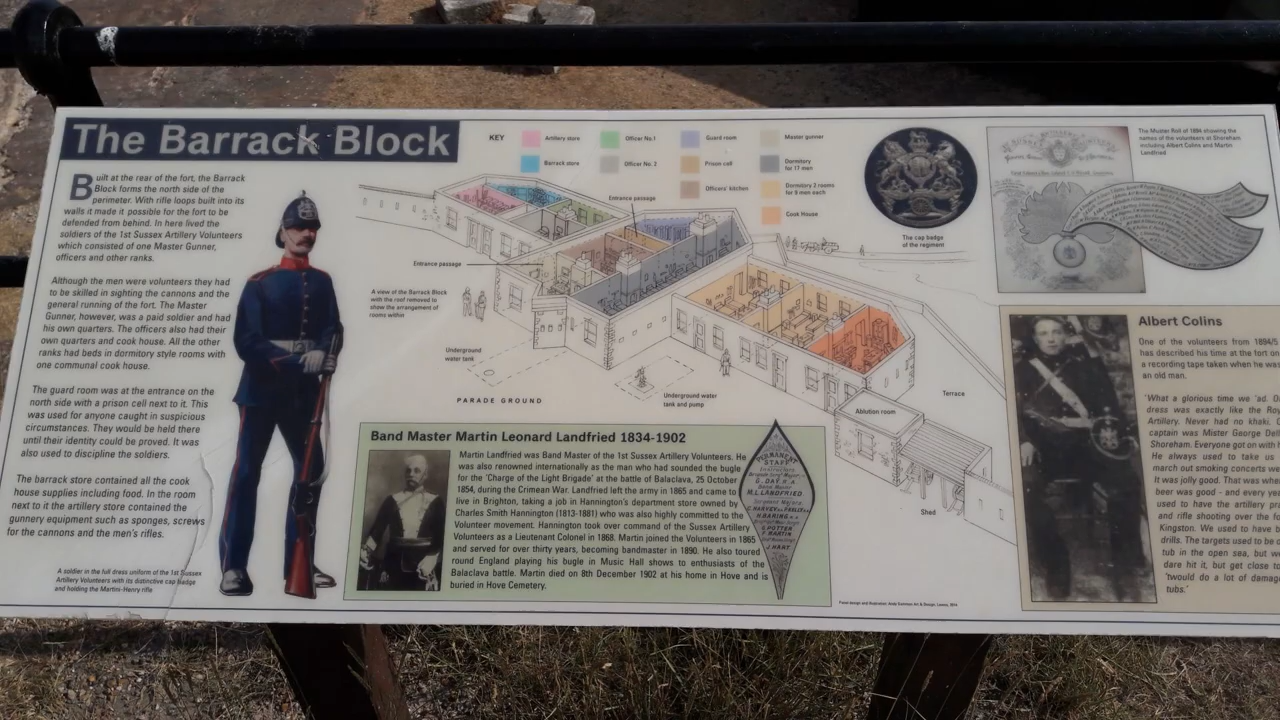 The Barrack Block
Built at the rear of the fort, the Barrack
Block forms the north side of the
perimeter. With rifle loops built into its
walls it made it possible for the fort to be
defended from behind. In here lived the
soldiers of the 1st Sussex Artillery Volunteers
which consisted of one Master Gunner,
officers and other ranks.
Although the men were volunteers they had
to be skilled in sighting the cannons and the
general running of the fort. The Master
Gunner, however, was a paid soldier and had
his own quarters. The officers also had their
own quarters and cook house. All the other
ranks had beds in dormitory style rooms with
one communal cook house.
The guard room was at the entrance on the
north side with a prison cell next to it. This
was used for anyone caught in suspicious
circumstances. They would be held there
until their identity could be proved. It was
also used to discipline the soldiers.
The barrack store contained all the cook
house supplies including food. In the room
next to it the artillery store contained the
gunnery equipment such as sponges, screws
for the cannons and the men's rifles.
A soldier in the full dress uniform of the 1st Sussex
Artillery Volunteers with its distinctive cap badge
and holding the Martini-Henry rifle
KEY
Artillery store
Barrack store
Officer No.1
Officer No. 2
Guard room
Prison cell
Officers' kitchen
Master gunner
Dormitory
for 17 men
Dormitory 2 rooms
for 9 men each
Cook House
Entrance passage
Entrance passage
A view of the Barrack Block
with the roof removed to
show the arrangement of
rooms within
Underground
water tank
PARADE GROUND
Underground water
tank and pump
Ablution room
Terrace
Shed
The cap badge
of the regiment
The Muster Roll of 1894 showing the
names of the volunteers at Shoreham
including Albert Colins and Martin
Landfried
Band Master Martin Leonard Landfried 1834-1902
Martin Landfried was Band Master of the 1st Sussex Artillery Volunteers. He
was also renowned internationally as the man who had sounded the bugle
for the 'Charge of the Light Brigade' at the battle of Balaclava, 25 October
1854, during the Crimean War. Landfried left the army in 1865 and came to
live in Brighton, taking a job in Hannington's department store owned by
Charles Smith Hannington (1813-1881) who was also highly committed to the
Volunteer movement. Hannington took over command of the Sussex Artillery
Volunteers as a Lieutenant Colonel in 1868. Martin joined the Volunteers in 1865
and served for over thirty years, becoming bandmaster in 1890. He also toured
round England playing his bugle in Music Hall shows to enthusiasts of the
Balaclava battle. Martin died on 8th December 1902 at his home in Hove and is
buried in Hove Cemetery.
PERMANENT
STAFF
G. DAY R.A
M.L LANDFRIED
G POTTER
F MARTIN
J. HART
Albert Colins
One of the volunteers from 1894/5
has described his time at the fort on
a recording tape when he was
an old man.
'What a glorious time we 'ad.
dress was exactly like the
Artillery. Never had no khaki.
captain was Mister George
Shoreham. Everyone got on with
He always used to take us
march out smoking concerts
It was jolly good. That was
beer was good - and every
used to have the artillery
and rifle shooting over the
Kingston. We used to have
drills. The targets used to be
tub in the open sea, but
dare hit it, but get close
'twould do a lot of
tubs.'